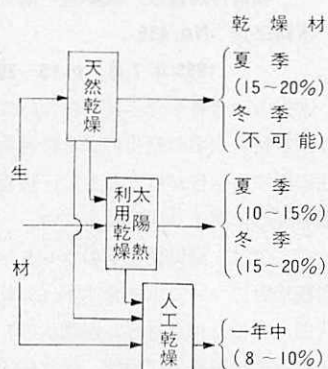 乾燥材
天然乾燥
夏季
(15~20%)
冬季
(不可能)
生材
太陽熱
利用乾燥
夏季
(10~15%)
冬季
(15~20%)
人工乾燥
一年中
(8~10%)